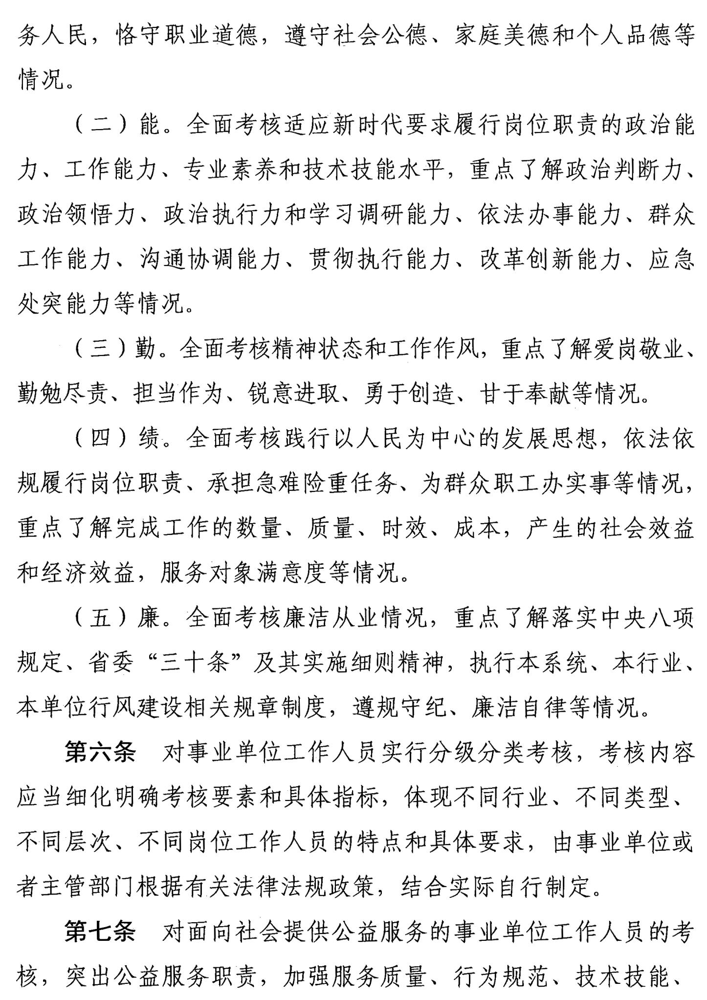 务人民，恪守职业道德，遵守社会公德、家庭美德和个人品德等
情况。
（二）能。全面考核适应新时代要求履行岗位职责的政治能
力、工作能力、专业素养和技术技能水平，重点了解政治判断力、
政治领悟力、政治执行力和学习调研能力、依法办事能力、群众
工作能力、沟通协调能力、贯彻执行能力、改革创新能力、应急
处突能力等情况。
（三）勤。全面考核精神状态和工作作风，重点了解爱岗敬业、
勤勉尽责、担当作为、锐意进取、勇于创造、甘于奉献等情况。
（四）绩。全面考核践行以人民为中心的发展思想，依法依
规履行岗位职责、承担急难险重任务、为群众职工办实事等情况，
重点了解完成工作的数量、质量、时效、成本，产生的社会效益
和经济效益，服务对象满意度等情况。
（五）廉。全面考核廉洁从业情况，重点了解落实中央八项
规定、省委“三十条”及其实施细则精神，执行本系统、本行业、
本单位行风建设相关规章制度，遵规守纪、廉洁自律等情况。
第六条　对事业单位工作人员实行分级分类考核，考核内容
应当细化明确考核要素和具体指标，体现不同行业、不同类型、
不同层次、不同岗位工作人员的特点和具体要求，由事业单位或
者主管部门根据有关法律法规政策，结合实际自行制定。
第七条　对面向社会提供公益服务的事业单位工作人员的考
核，突出公益服务职责，加强服务质量、行为规范、技术技能、